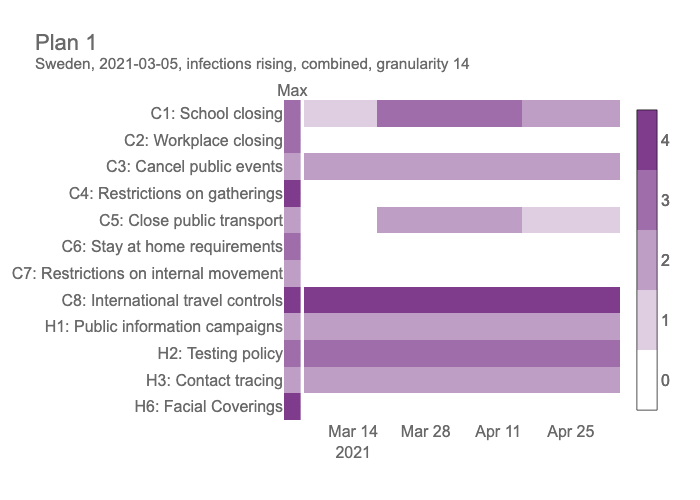 Plan 1
Sweden, 2021-03-05, infections rising, combined, granularity 14
Max
C1: School closing
C2: Workplace closing
C3: Cancel public events
C4: Restrictions on gatherings
C5: Close public transport
C6: Stay at home requirements
C7: Restrictions on internal movement
C8: International travel controls
H1: Public information campaigns
H2: Testing policy
H3: Contact tracing
H6: Facial Coverings
Mar 14 Mar 28 Apr 11 Apr 25
2021
4
3
2
1
0